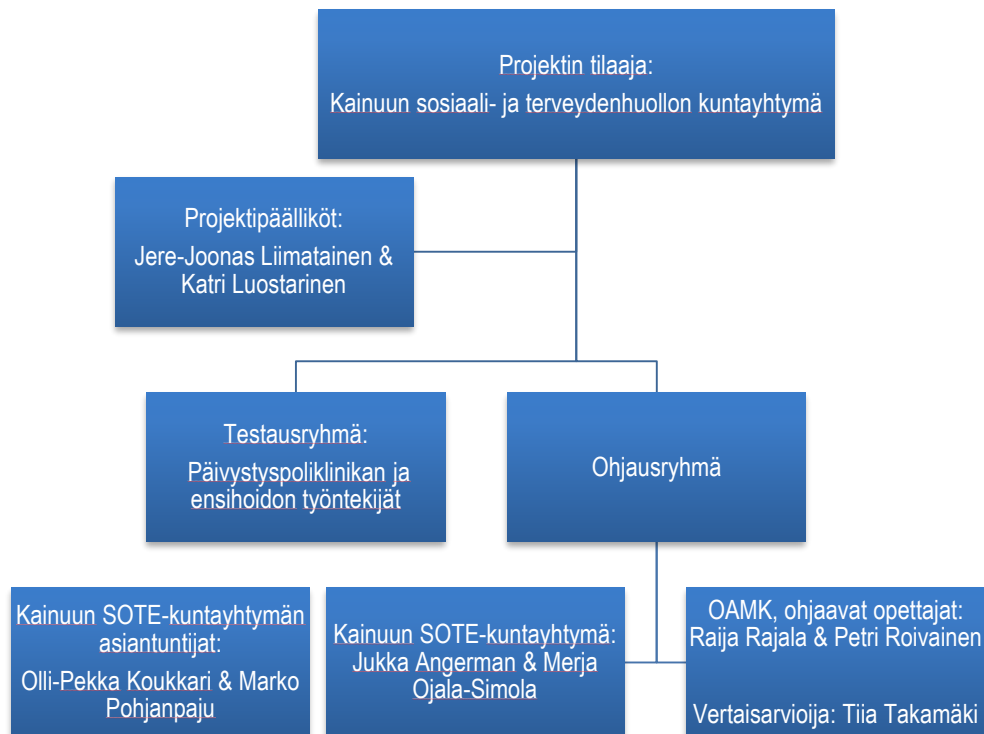 Projektin tilaaja:
Kainuun sosiaali- ja terveydenhuollon kuntayhtymä
Projektipäälliköt:
Jere-Joonas Liimatainen &
Katri Luostarinen
Testausryhmä:
Päivystyspoliklinikan ja
ensihoidon työntekijät
Ohjausryhmä
Kainuun SOTE-kuntayhtymän
asiantuntijat:
Olli-Pekka Koukkari & Marko
Pohjanpaju
Kainuun SOTE-kuntayhtymä:
Jukka Angerman & Merja
Ojala-Simola
OAMK, ohjaavat opettajat:
Raija Rajala & Petri Roivainen
Vertaisarvioija: Tiia Takamäki